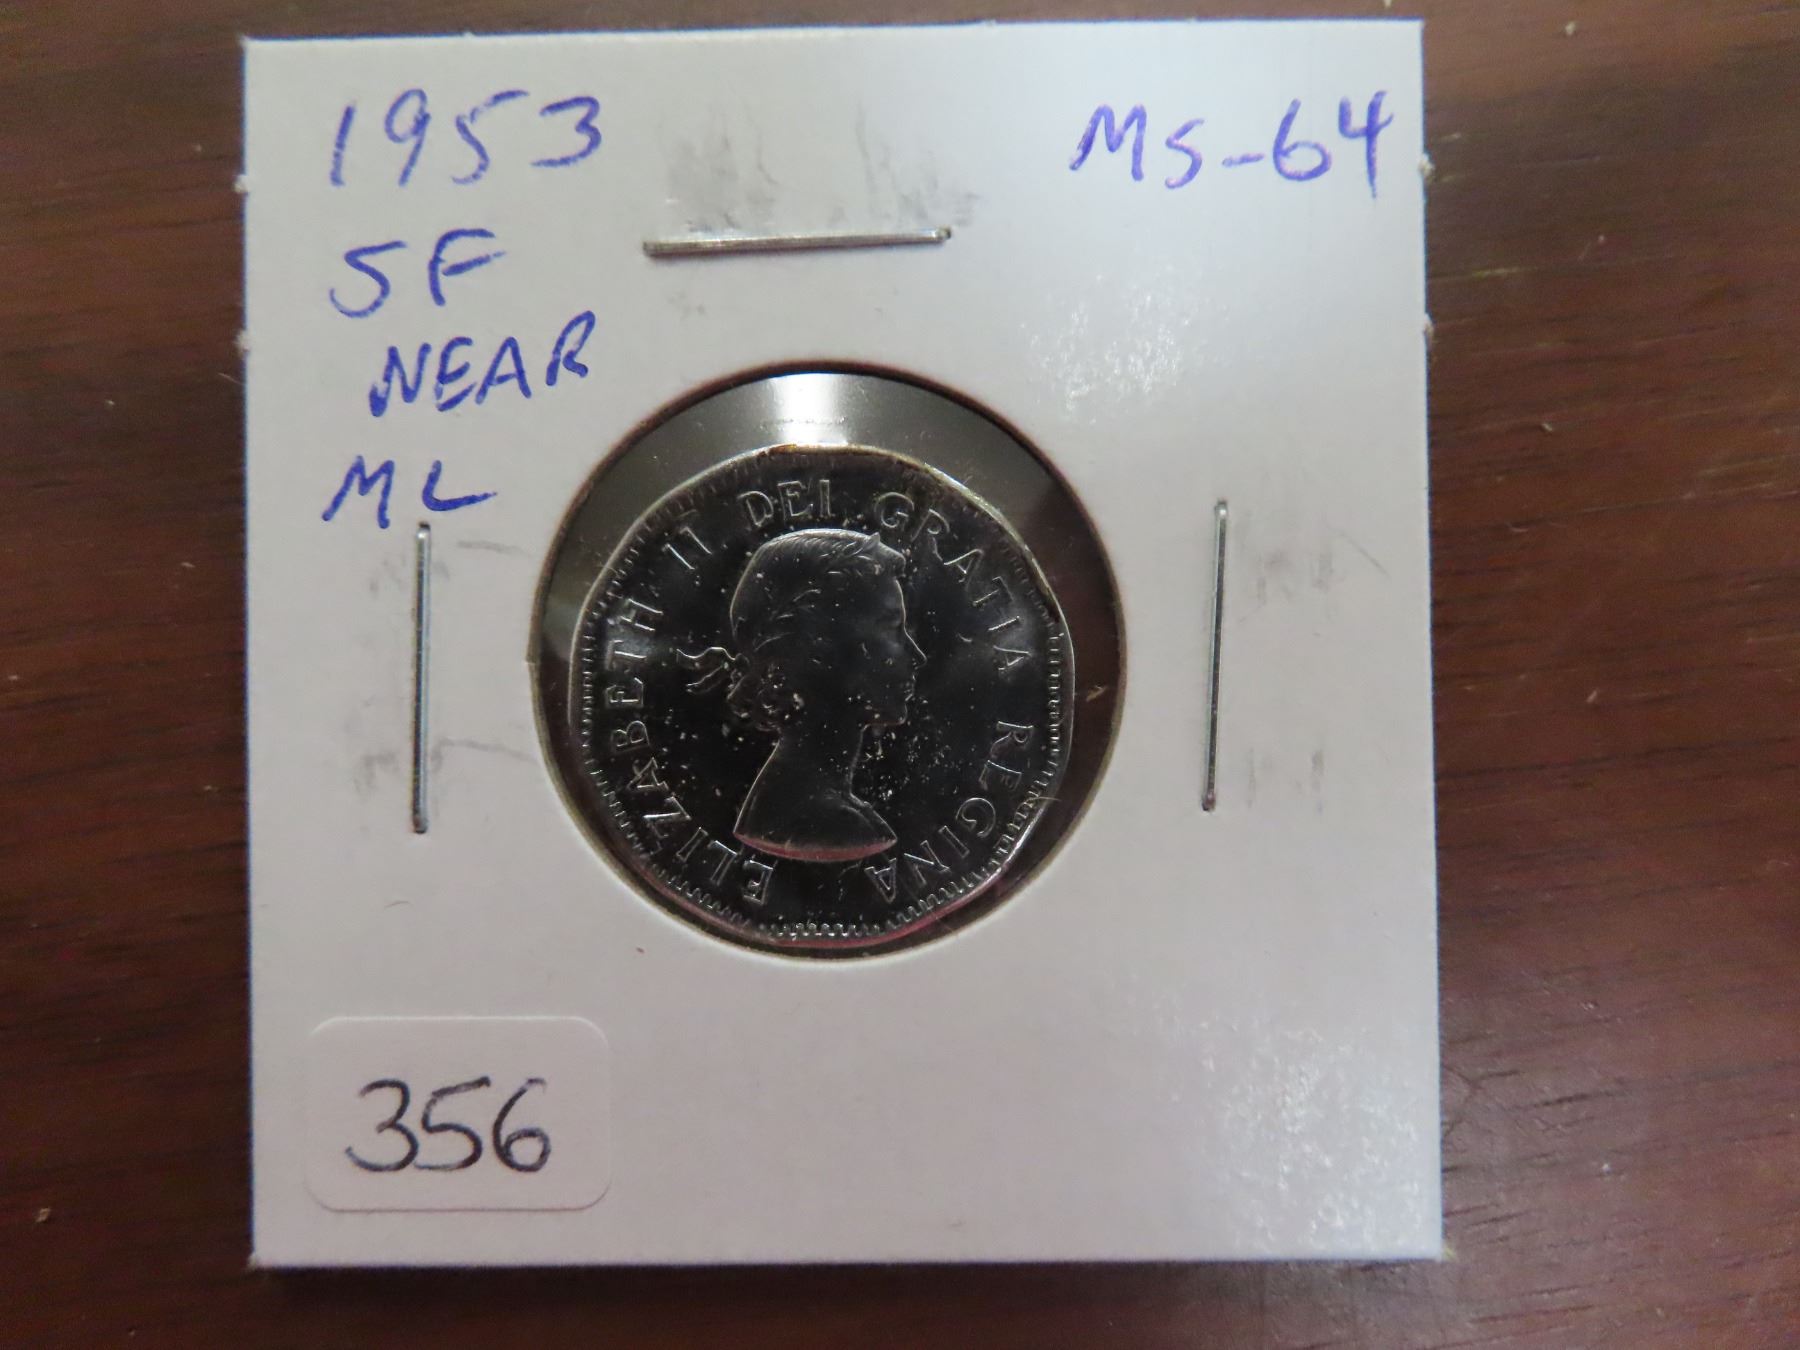 1953
SF
NEAR
ML
MS-64
ELIZABETH II DEI GRATIA REGINA
356